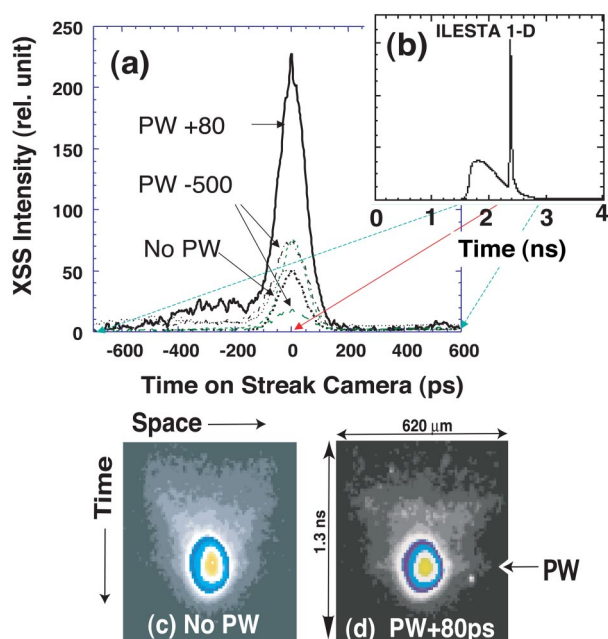 (a)
PW +80
PW -500
No PW
XSS Intensity (rel. unit)
250
200
150
100
50
0
-600 -400 -200 0 200 400 600
Time on Streak Camera (ps)
(b)
ILESTA 1-D
0 1 2 3 4
Time (ns)
Space
Time
(c) No PW
620 μm
1.3 ns
PW
(d) PW+80ps